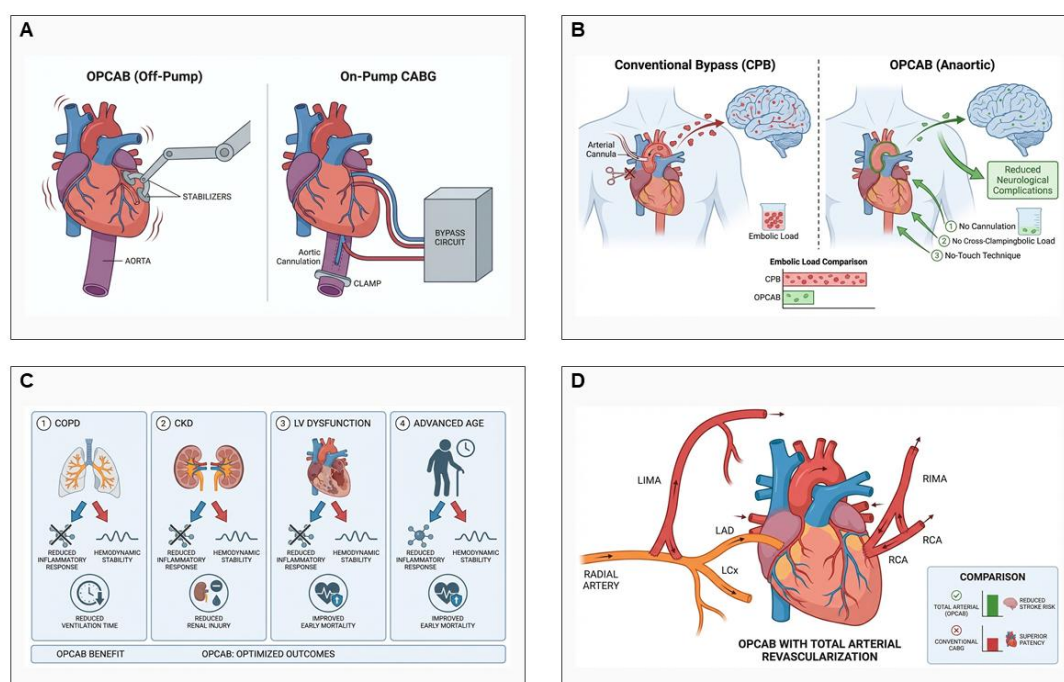 A
OPCAB (Off-Pump)
On-Pump CABG
STABILIZERS
AORTA
Aortic
Cannulation
CLAMP
BYPASS
CIRCUIT
B
Conventional Bypass (CPB)
OPCAB (Anaortic)
Arterial
Cannula
Embolic Load
Reduced
Neurological
Complications
1 No Cannulation
2 No Cross-Clampingbolic Load
3 No-Touch Technique
Embolic Load Comparison
CPB
OPCAB
C
1 COPD
REDUCED
INFLAMMATORY
RESPONSE
HEMODYNAMIC
STABILITY
REDUCED
VENTILATION TIME
2 CKD
REDUCED
INFLAMMATORY
RESPONSE
HEMODYNAMIC
STABILITY
REDUCED
RENAL INJURY
3 LV DYSFUNCTION
REDUCED
INFLAMMATORY
RESPONSE
HEMODYNAMIC
STABILITY
IMPROVED
EARLY MORTALITY
4 ADVANCED AGE
REDUCED
INFLAMMATORY
RESPONSE
HEMODYNAMIC
STABILITY
IMPROVED
EARLY MORTALITY
OPCAB BENEFIT
OPCAB: OPTIMIZED OUTCOMES
D
LIMA
RADIAL
ARTERY
LAD
LCx
RIMA
RCA
RCA
OPCAB WITH TOTAL ARTERIAL
REVASCULARIZATION
COMPARISON
TOTAL ARTERIAL
(OPCAB)
REDUCED
STROKE RISK
CONVENTIONAL
CABG
SUPERIOR
PATENCY